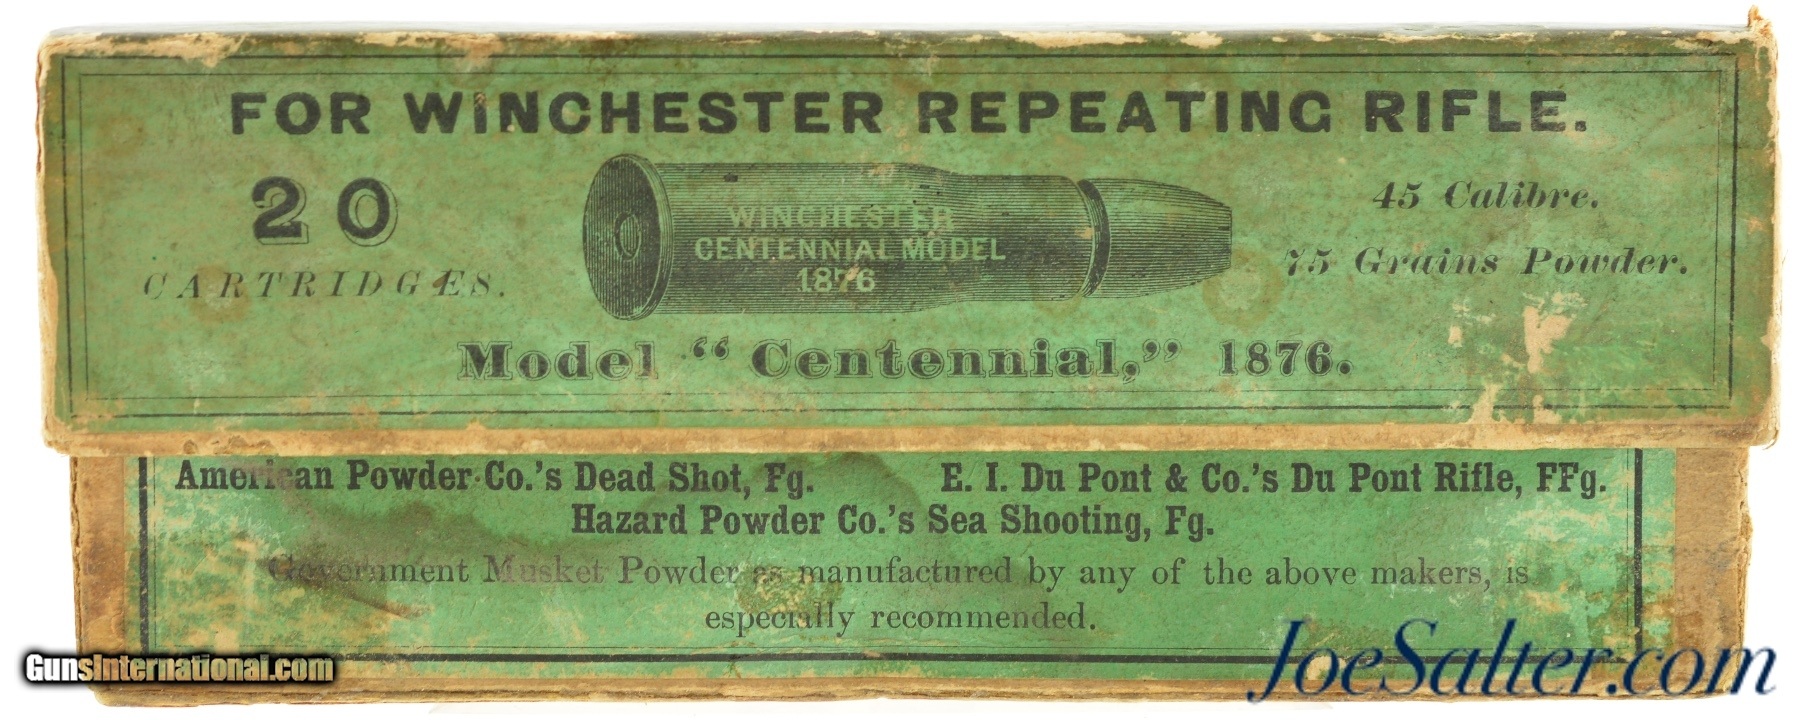 FOR WINCHESTER REPEATING RIFLE.
20
CARTRIDGES.
WINCHESTER
CENTENNIAL MODEL
1876
45 Calibre.
75 Grains Powder.
Model "Centennial," 1876.
American Powder Co.'s Dead Shot, Fg. E. I. Du Pont & Co.'s Du Pont Rifle, FFg.
Hazard Powder Co.'s Sea Shooting, Fg.
Government Musket Powder as manufactured by any of the above makers, is
especially recommended.
GunsInternational.com
JoeSalter.com